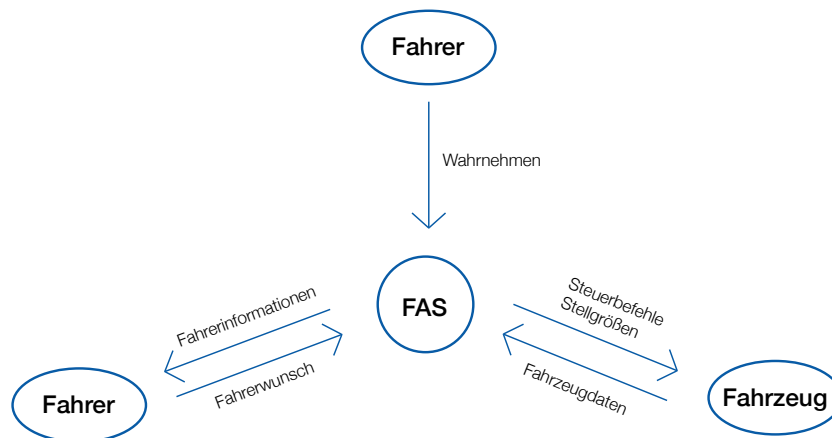 Fahrer
Wahrnehmen
FAS
Fahrerinformationen
Fahrerwunsch
Steuerbefehle
Stellgrößen
Fahrzeugdaten
Fahrer
Fahrzeug